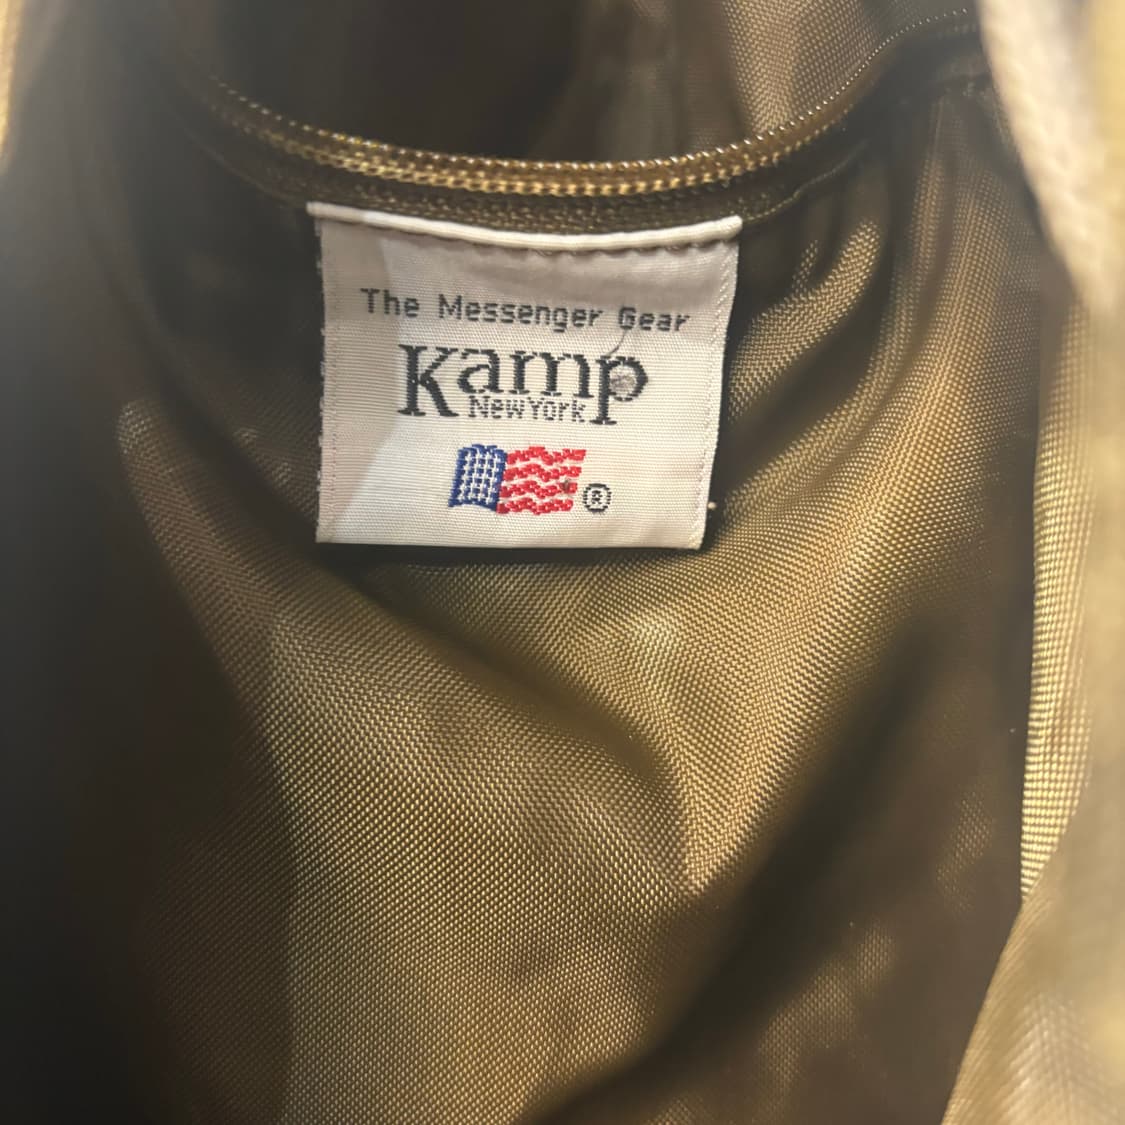 The Messenger Gear
Kamp
New York
®